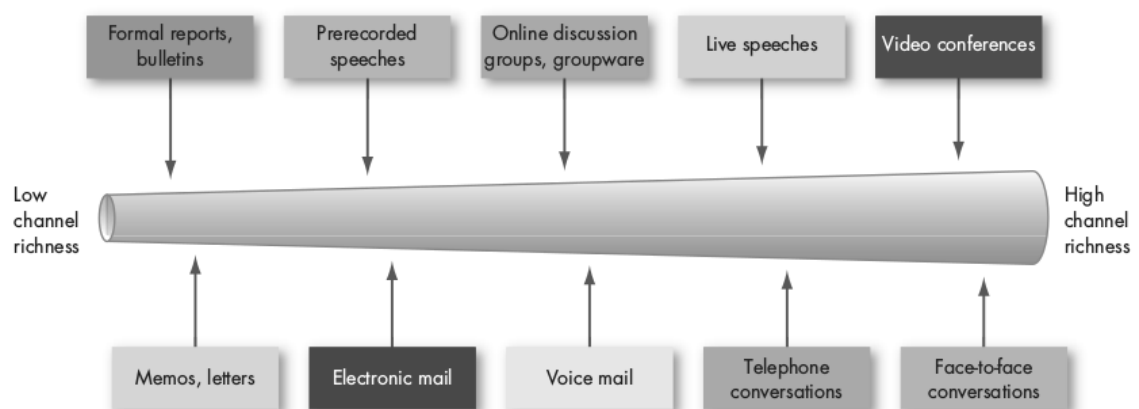 Formal reports,
bulletins
Prerecorded
speeches
Online discussion
groups, groupware
Live speeches
Video conferences
Low
channel
richness
High
channel
richness
Memos, letters
Electronic mail
Voice mail
Telephone
conversations
Face-to-face
conversations